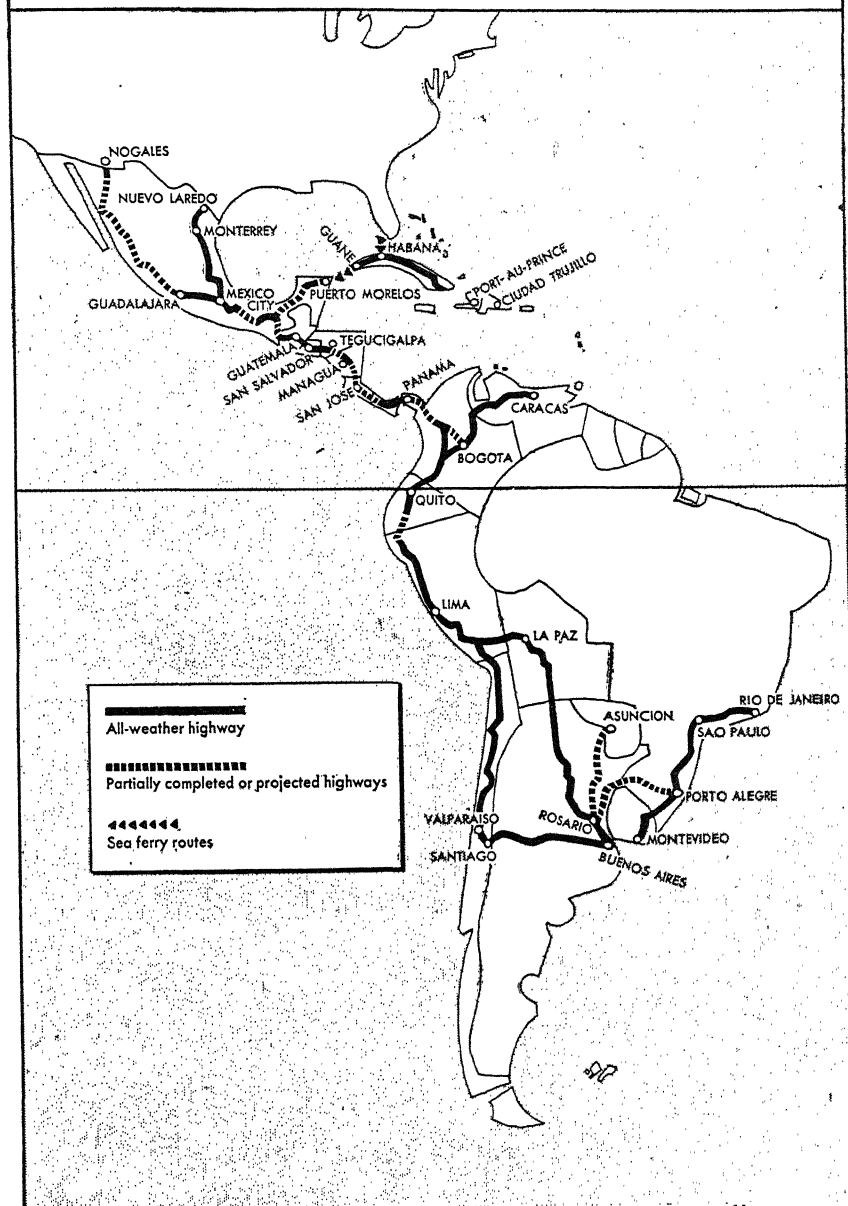 NOGALES
NUEVO LAREDO
MONTERREY
GUANE
HABANA
PORT-AU-PRINCE
CIUDAD TRUJILLO
GUADALAJARA
MEXICO
CITY
PUERTO MORELOS
TEGUCIGALPA
GUATEMALA
SAN SALVADOR
MANAGUA
SAN JOSE
PANAMA
CARACAS
BOGOTA
QUITO
LIMA
LA PAZ
RIO DE JANEIRO
ASUNCION
SAO PAULO
All-weather highway
Partially completed or projected highways
PORTO ALEGRE
VALPARAISO
ROSARIO
Sea ferry routes
MONTEVIDEO
SANTIAGO
BUENOS AIRES